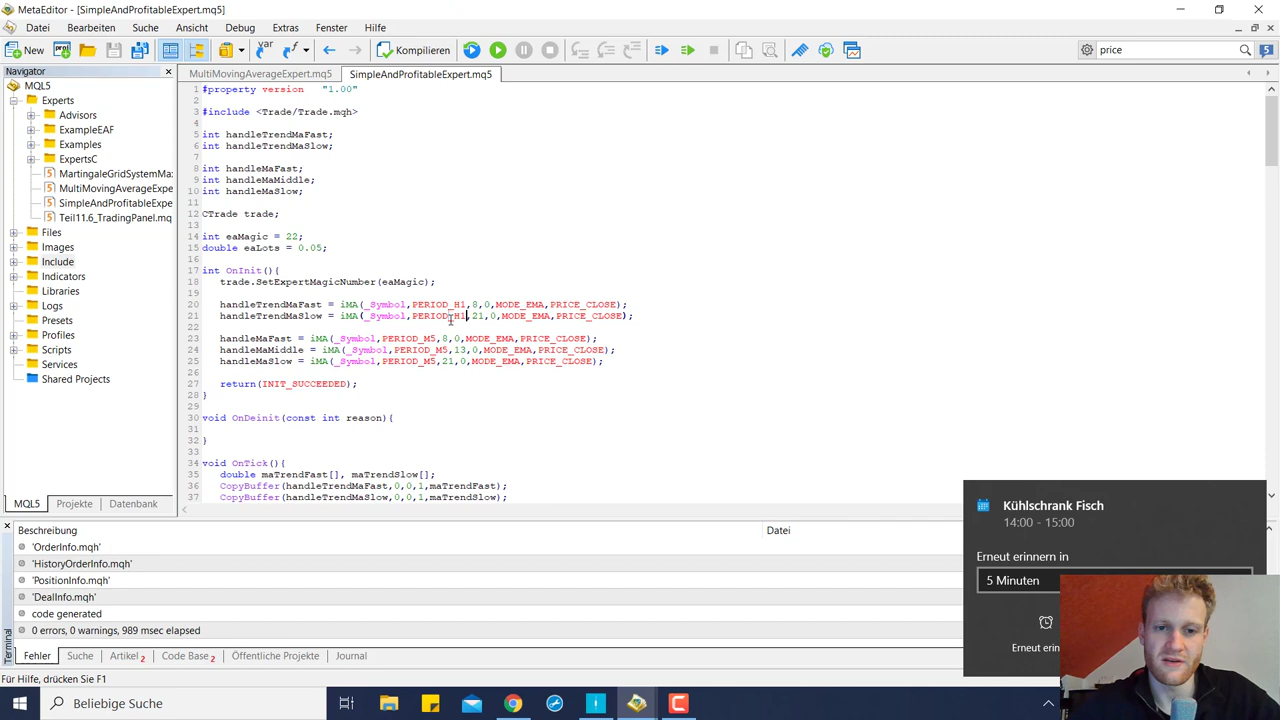 MetaEditor - [SimpleAndProfitableExpert.mq5]
Datei Bearbeiten Suche Ansicht Debug Extras Fenster Hilfe
New Kompilieren price 5
Navigator
MQL5
Experts
Advisors
ExampleEAF
Examples
ExpertsC
MartingaleGridSystemMa
MultiMovingAverageExpe
SimpleAndProfitableExpe
Teil11.6_TradingPanel.mq
Files
Images
Include
Indicators
Libraries
Logs
Presets
Profiles
Scripts
Services
Shared Projects
MQL5 Projekte Datenbank
MultiMovingAverageExpert.mq5 SimpleAndProfitableExpert.mq5
1 #property version "1.00"
2
3 #include <Trade/Trade.mqh>
4
5 int handleTrendMaFast;
6 int handleTrendMaSlow;
7
8 int handleMaFast;
9 int handleMaMiddle;
10 int handleMaSlow;
11
12 CTrade trade;
13
14 int eaMagic = 22;
15 double eaLots = 0.05;
16
17 int OnInit(){
18 trade.SetExpertMagicNumber(eaMagic);
19
20 handleTrendMaFast = iMA(_Symbol,PERIOD_H1,8,0,MODE_EMA,PRICE_CLOSE);
21 handleTrendMaSlow = iMA(_Symbol,PERIOD_H1,21,0,MODE_EMA,PRICE_CLOSE);
22
23 handleMaFast = iMA(_Symbol,PERIOD_M5,8,0,MODE_EMA,PRICE_CLOSE);
24 handleMaMiddle = iMA(_Symbol,PERIOD_M5,13,0,MODE_EMA,PRICE_CLOSE);
25 handleMaSlow = iMA(_Symbol,PERIOD_M5,21,0,MODE_EMA,PRICE_CLOSE);
26
27 return(INIT_SUCCEEDED);
28 }
29
30 void OnDeinit(const int reason){
31
32 }
33
34 void OnTick(){
35 double maTrendFast[], maTrendSlow[];
36 CopyBuffer(handleTrendMaFast,0,0,1,maTrendFast);
37 CopyBuffer(handleTrendMaSlow,0,0,1,maTrendSlow);
Beschreibung Datei
'OrderInfo.mqh'
'HistoryOrderInfo.mqh'
'PositionInfo.mqh'
'DealInfo.mqh'
code generated
0 errors, 0 warnings, 989 msec elapsed
Terminal
Fehler Suche Artikel 2 Code Base 2 Öffentliche Projekte Journal
Für Hilfe, drücken Sie F1
Kühlschrank Fisch
14:00 - 15:00
Erneut erinnern in
5 Minuten
Erneut erin
Beliebige Suche